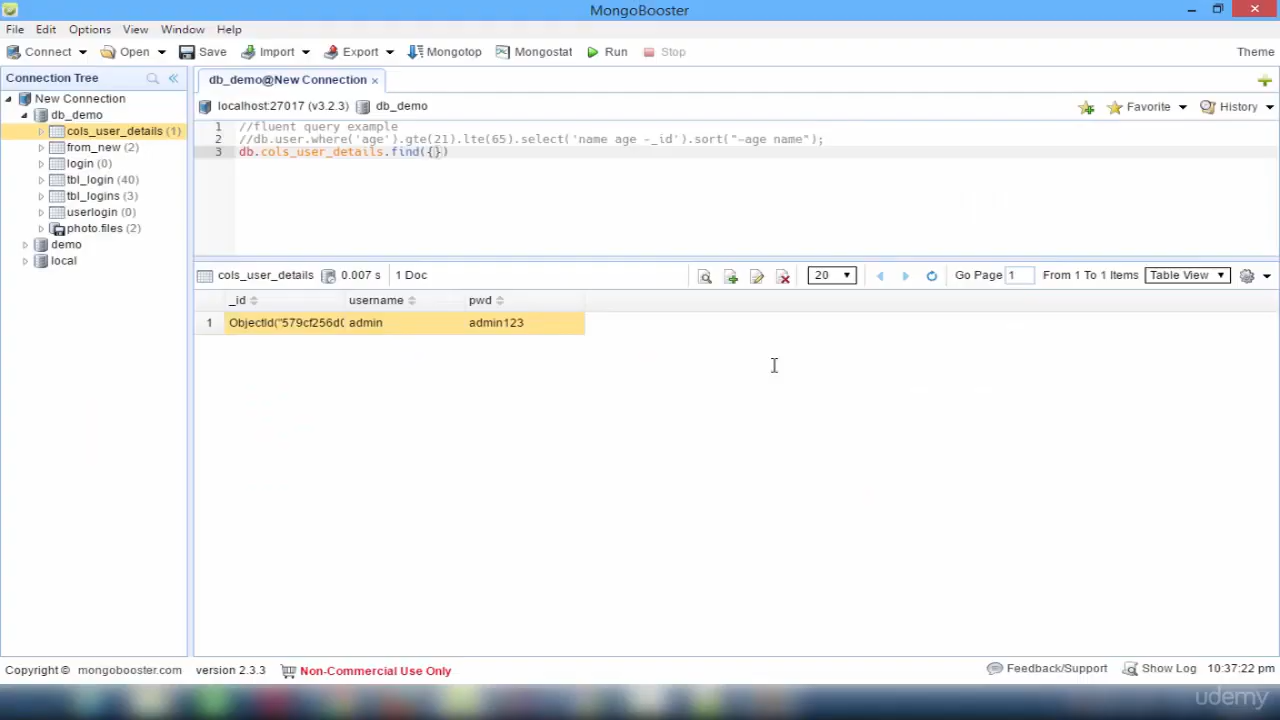 MongoBooster
File Edit Options View Window Help
Connect Open Save Import Export Mongotop Mongostat Run Stop Theme
Connection Tree
db_demo@New Connection ×
New Connection
db_demo
cols_user_details (1)
from_new (2)
login (0)
tbl_login (40)
tbl_logins (3)
userlogin (0)
photo.files (2)
demo
local
localhost:27017 (v3.2.3) db_demo Favorite History
1 //fluent query example
2 //db.user.where('age').gte(21).lte(65).select('name age -_id').sort("-age name");
3 db.cols_user_details.find({})
cols_user_details 0.007 s 1 Doc 20 Go Page 1 From 1 To 1 Items Table View
_id username pwd
1 ObjectId("579cf256d( admin admin123
Copyright © mongobooster.com version 2.3.3 Non-Commercial Use Only Feedback/Support Show Log 10:37:22 pm
udemy